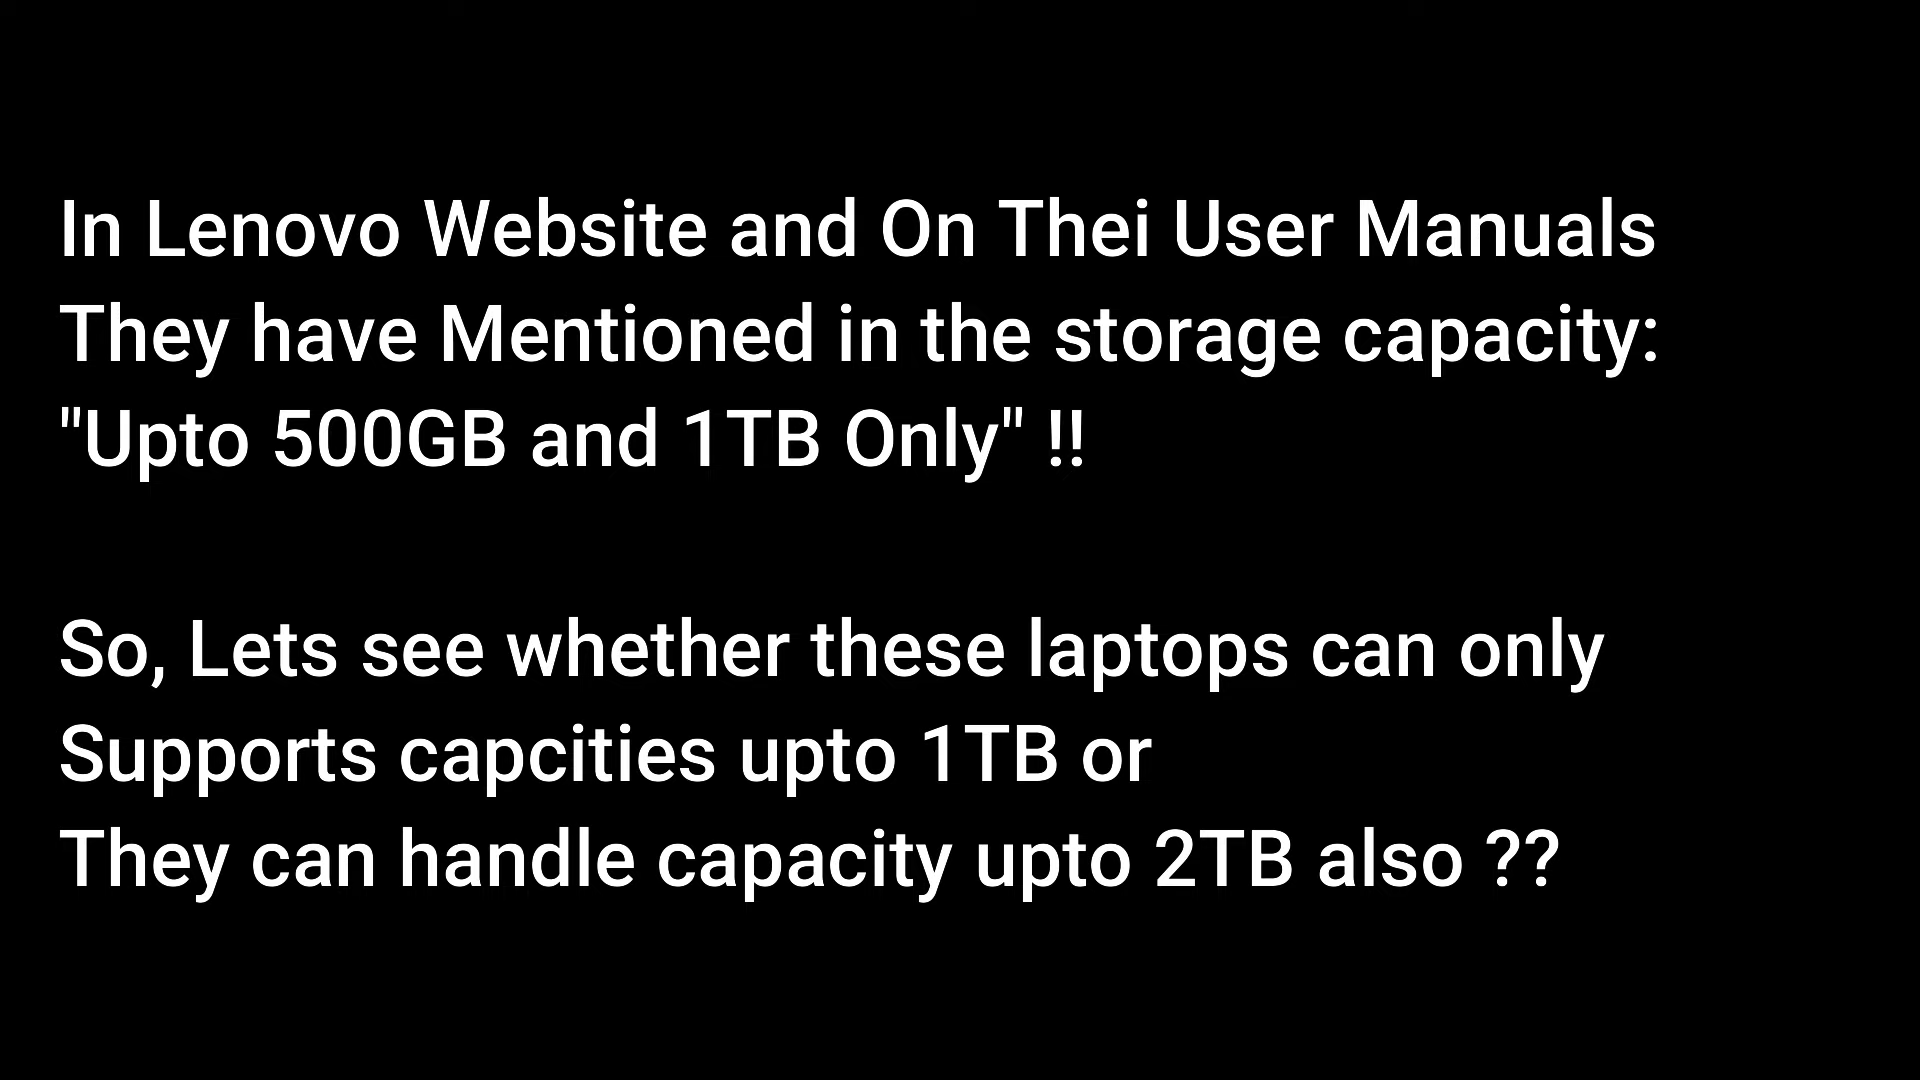 In Lenovo Website and On Thei User Manuals
They have Mentioned in the storage capacity:
"Upto 500GB and 1TB Only" !!
So, Lets see whether these laptops can only
Supports capcities upto 1TB or
They can handle capacity upto 2TB also ??